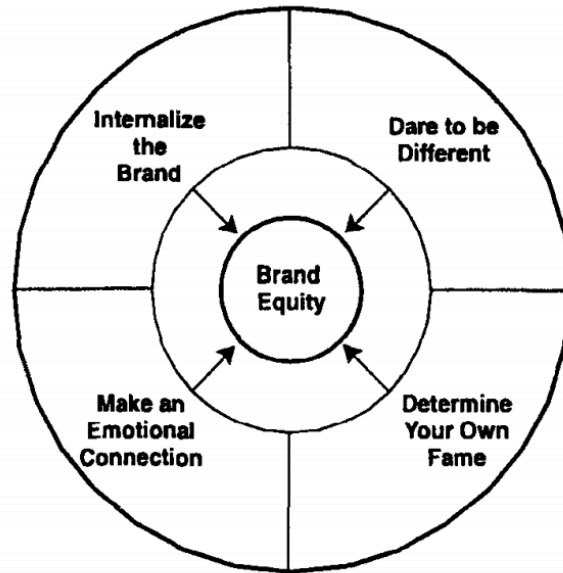 Internalize
the
Brand
Dare to be
Different
Brand
Equity
Make an
Emotional
Connection
Determine
Your Own
Fame